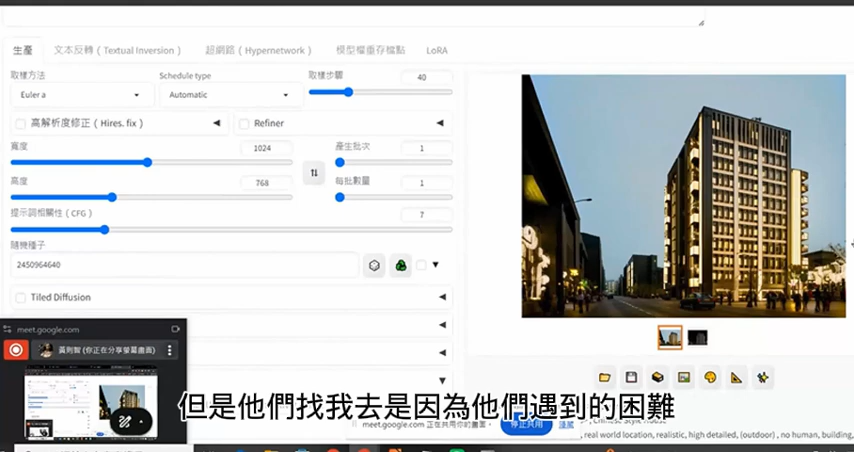 生產 文本反轉 ( Textual Inversion ) 超網路 ( Hypernetwork ) 模型權重存檔點 LoRA
取樣方法 Schedule type 取樣步驟 40
Euler a Automatic
高解析度修正 ( Hires. fix ) Refiner
寬度 1024 產生批次 1
高度 768 每批數量 1
提示詞相關性 ( CFG ) 7
隨機種子
2450964640
Tiled Diffusion
meet.google.com
黃則智 (你正在分享螢幕畫面)
但是他們找我去是因為他們遇到的困難
meet.google.com 正在共用你的畫面。 停止共用 隱藏
, real world location, realistic, high detailed, (outdoor) , no human, building,